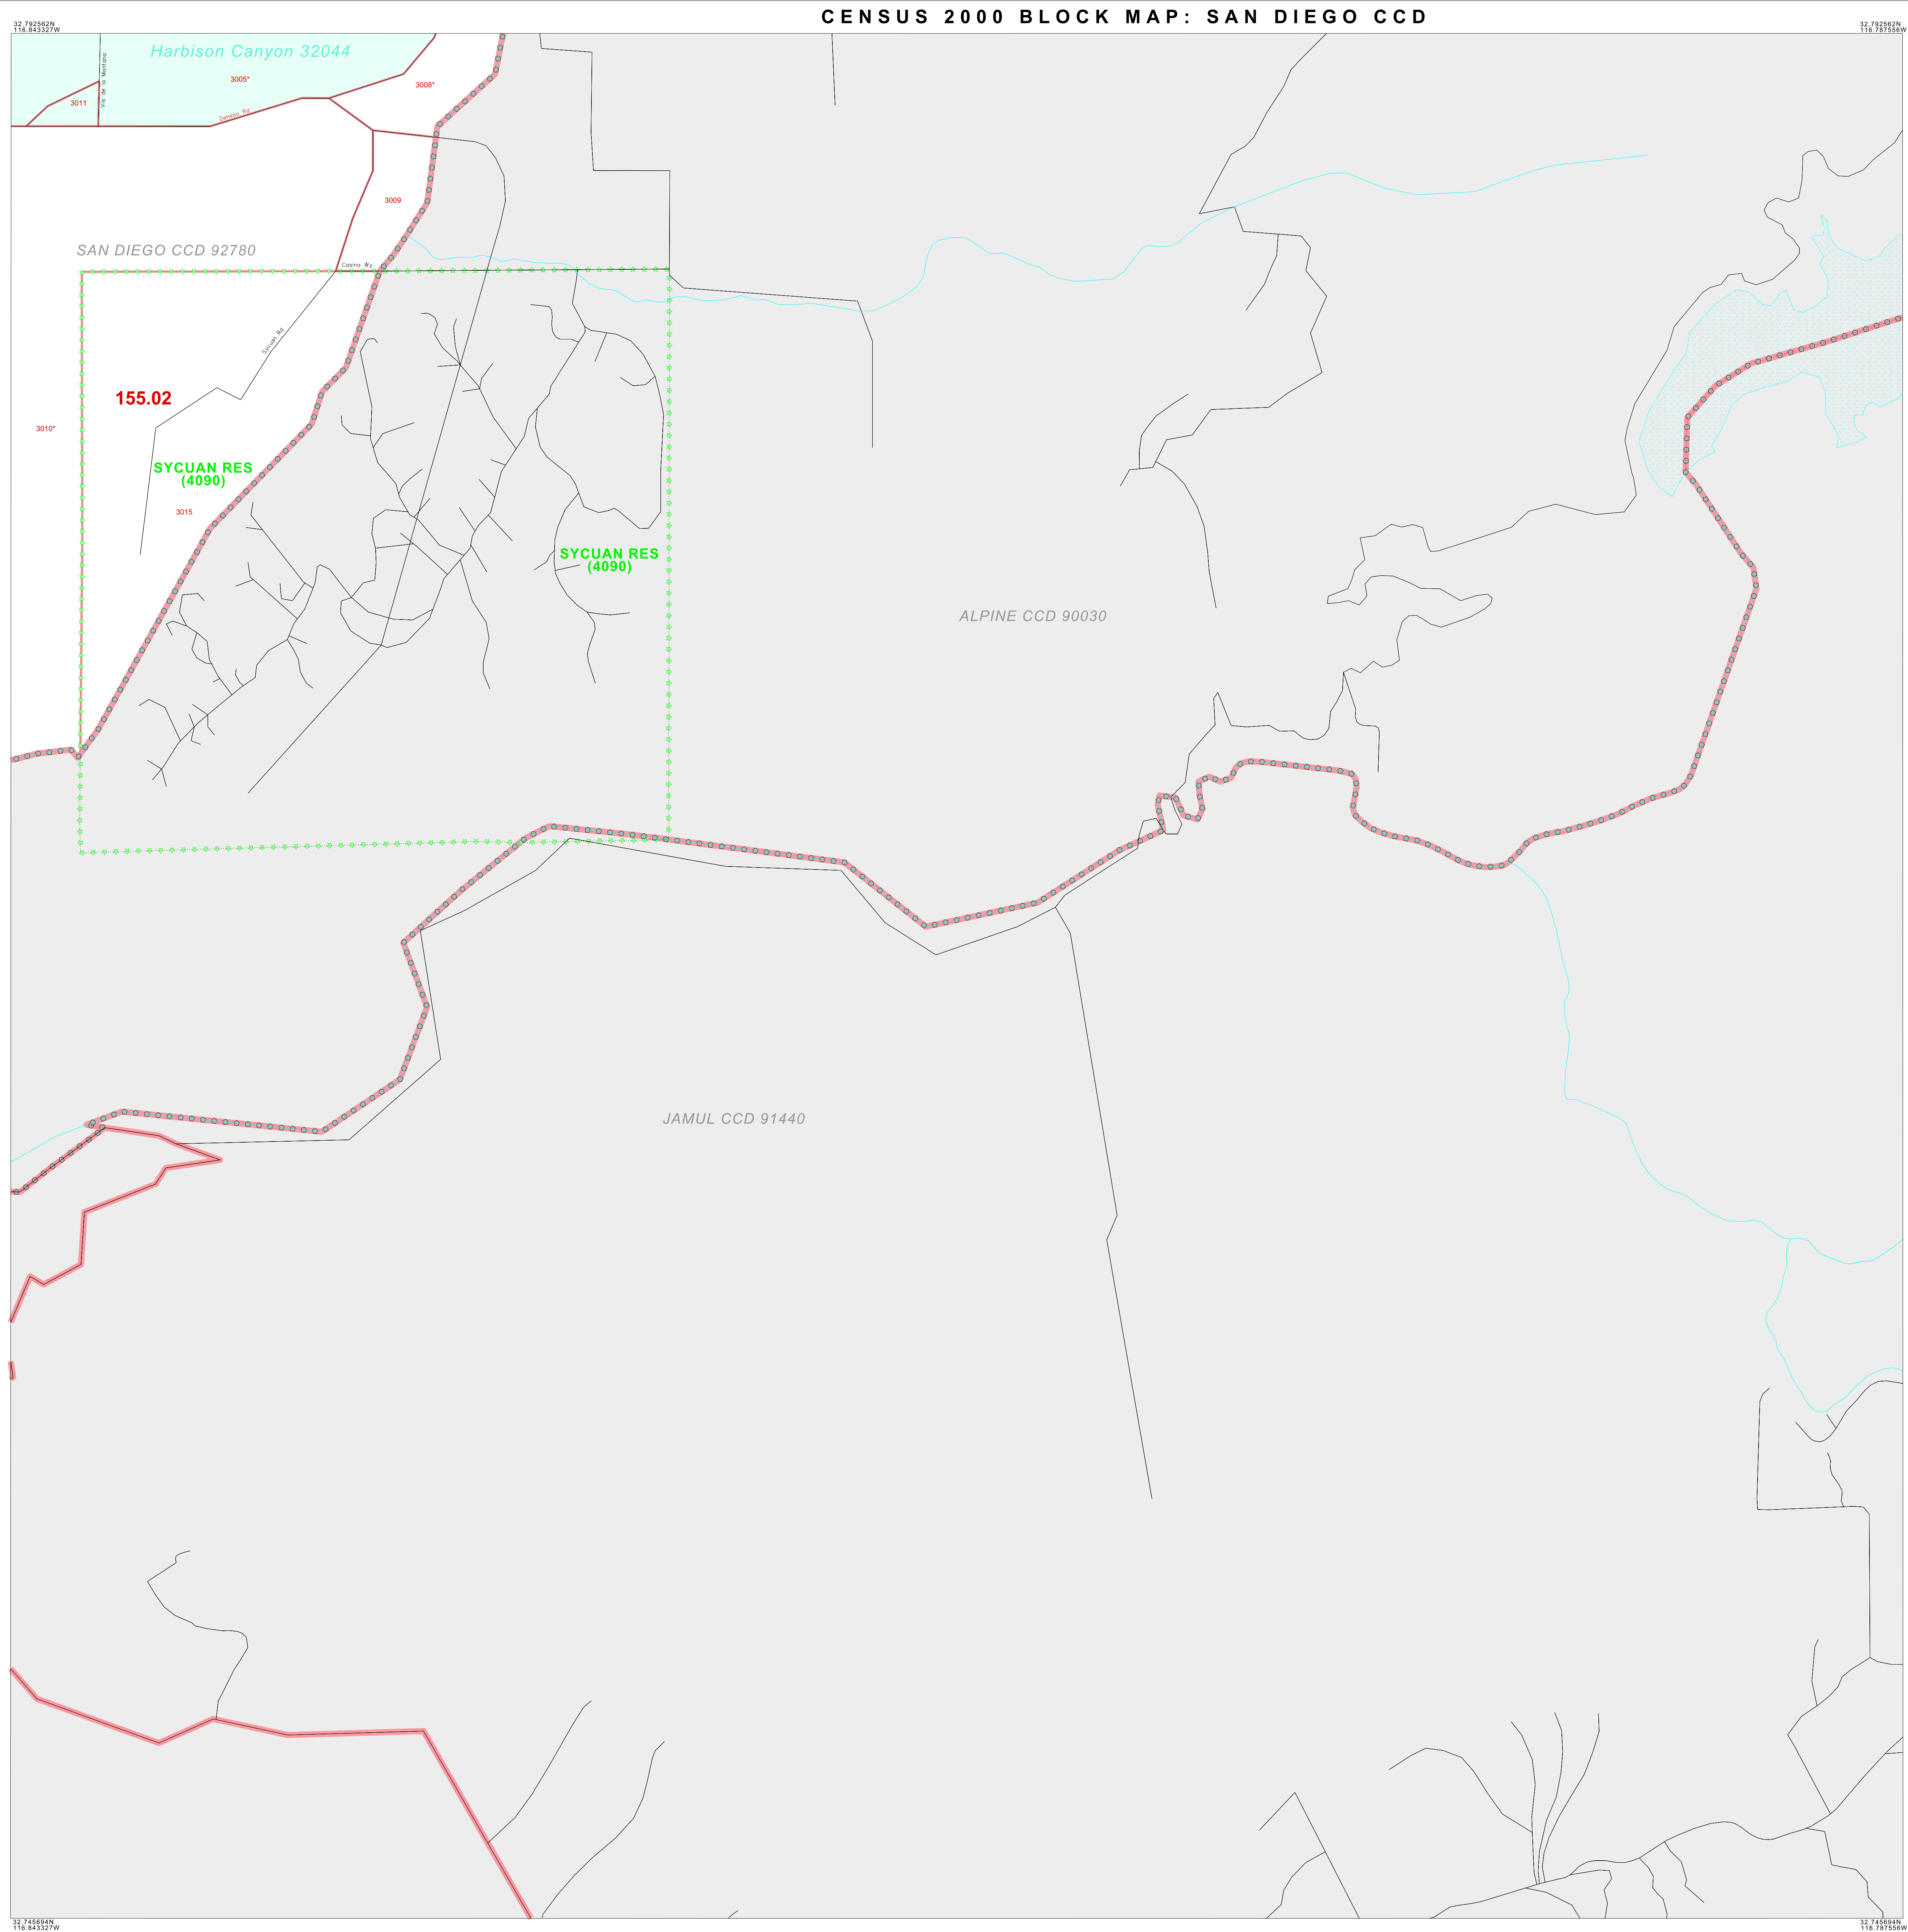 CENSUS 2000 BLOCK MAP: SAN DIEGO CCD
32.792562N
116.843327W
32.792562N
116.787556W
Harbison Canyon 32044
Via de la Montana
3005*
3008*
3011
Dehesa Rd
3009
SAN DIEGO CCD 92780
Casino Wy
Sycuan Rd
155.02
3010*
SYCUAN RES
(4090)
3015
SYCUAN RES
(4090)
ALPINE CCD 90030
JAMUL CCD 91440
32.745694N
116.843327W
32.745694N
116.787556W